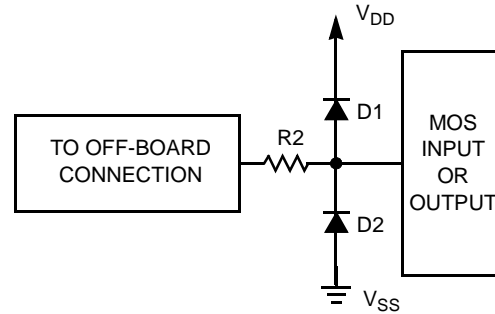 V_DD
D1
TO OFF-BOARD
CONNECTION
R2
MOS
INPUT
OR
OUTPUT
D2
V_SS